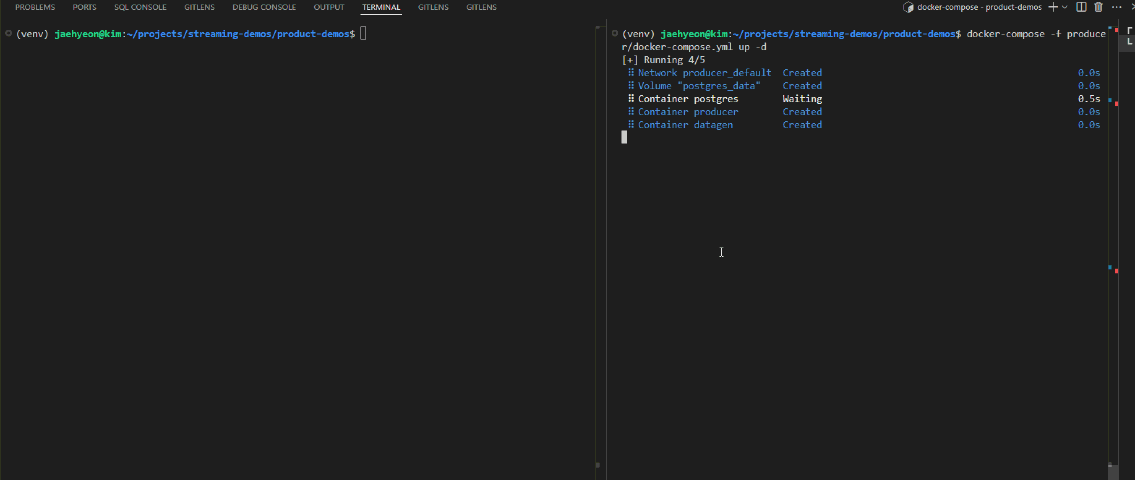 PROBLEMS PORTS SQL CONSOLE GITLENS DEBUG CONSOLE OUTPUT TERMINAL GITLENS GITLENS docker-compose - product-demos
(venv) jaehyeon@kim:~/projects/streaming-demos/product-demos$
(venv) jaehyeon@kim:~/projects/streaming-demos/product-demos$ docker-compose -f produce
r/docker-compose.yml up -d
[+] Running 4/5
⠿ Network producer_default Created 0.0s
⠿ Volume "postgres_data" Created 0.0s
⠿ Container postgres Waiting 0.5s
⠿ Container producer Created 0.0s
⠿ Container datagen Created 0.0s